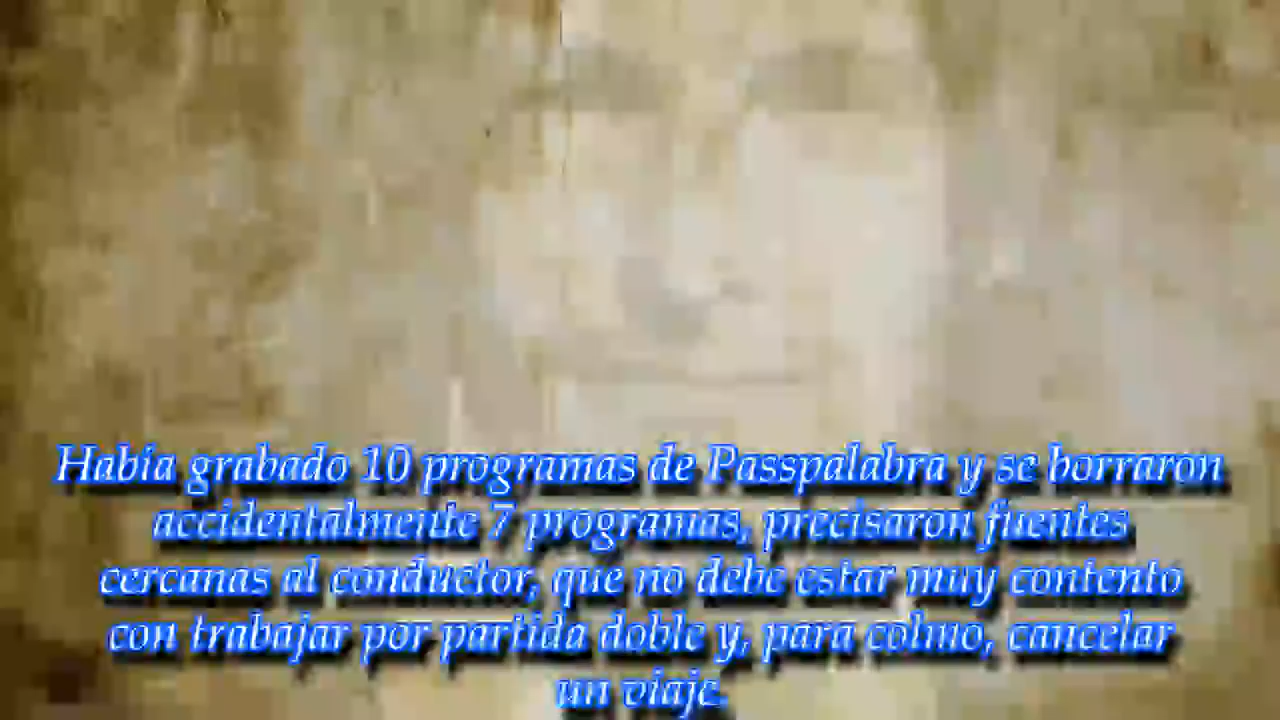 Había grabado 10 programas de Passpalabra y se borraron
accidentalmente 7 programas, precisaron fuentes
cercanas al conductor, que no debe estar muy contento
con trabajar por partida doble y, para colmo, cancelar
un viaje.